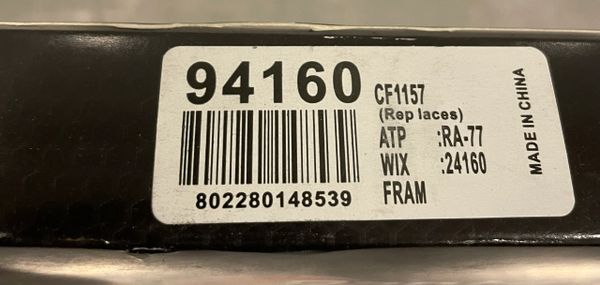 94160
802280148539
CF1157
(Rep laces)
ATP :RA-77
WIX :24160
FRAM
MADE IN CHINA